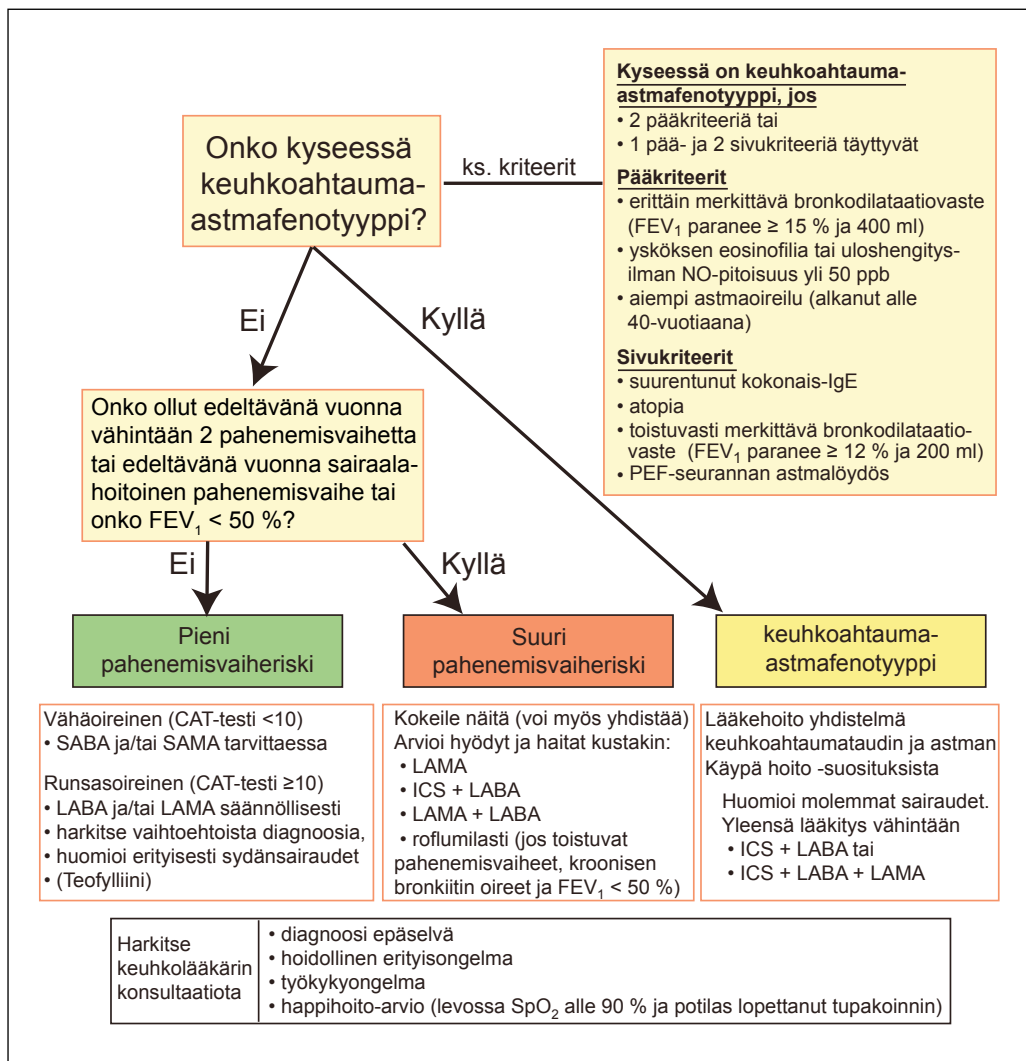 Onko kyseessä
keuhkoahtauma-
astmafenotyyppi?
ks. kriteerit
Kyseessä on keuhkoahtauma-
astmafenotyyppi, jos
• 2 pääkriteeriä tai
• 1 pää- ja 2 sivukriteeriä täyttyvät
Pääkriteerit
• erittäin merkittävä bronkodilataatiovaste
(FEV₁ paranee ≥ 15 % ja 400 ml)
• ysköksen eosinofilia tai uloshengitys-
ilman NO-pitoisuus yli 50 ppb
• aiempi astmaoireilu (alkanut alle
40-vuotiaana)
Sivukriteerit
• suurentunut kokonais-IgE
• atopia
• toistuvasti merkittävä bronkodilataatio-
vaste (FEV₁ paranee ≥ 12 % ja 200 ml)
• PEF-seurannan astmalöydös
Ei
Kyllä
Onko ollut edeltävänä vuonna
vähintään 2 pahenemisvaihetta
tai edeltävänä vuonna sairaala-
hoitoinen pahenemisvaihe tai
onko FEV₁ < 50 %?
Ei
Kyllä
Pieni
pahenemisvaiheriski
Suuri
pahenemisvaiheriski
keuhkoahtauma-
astmafenotyyppi
Vähäoireinen (CAT-testi <10)
• SABA ja/tai SAMA tarvittaessa
Runsasoireinen (CAT-testi ≥10)
• LABA ja/tai LAMA säännöllisesti
• harkitse vaihtoehtoista diagnoosia,
• huomioi erityisesti sydänsairaudet
• (Teofylliini)
Kokeile näitä (voi myös yhdistää)
Arvioi hyödyt ja haitat kustakin:
• LAMA
• ICS + LABA
• LAMA + LABA
• roflumilasti (jos toistuvat
pahenemisvaiheet, kroonisen
bronkiitin oireet ja FEV₁ < 50 %)
Lääkehoito yhdistelmä
keuhkoahtaumataudin ja astman
Käypä hoito -suosituksista
Huomioi molemmat sairaudet.
Yleensä lääkitys vähintään
• ICS + LABA tai
• ICS + LABA + LAMA
Harkitse
keuhkolääkärin
konsultaatiota
• diagnoosi epäselvä
• hoidollinen erityisongelma
• työkykyongelma
• happihoito-arvio (levossa SpO₂ alle 90 % ja potilas lopettanut tupakoinnin)